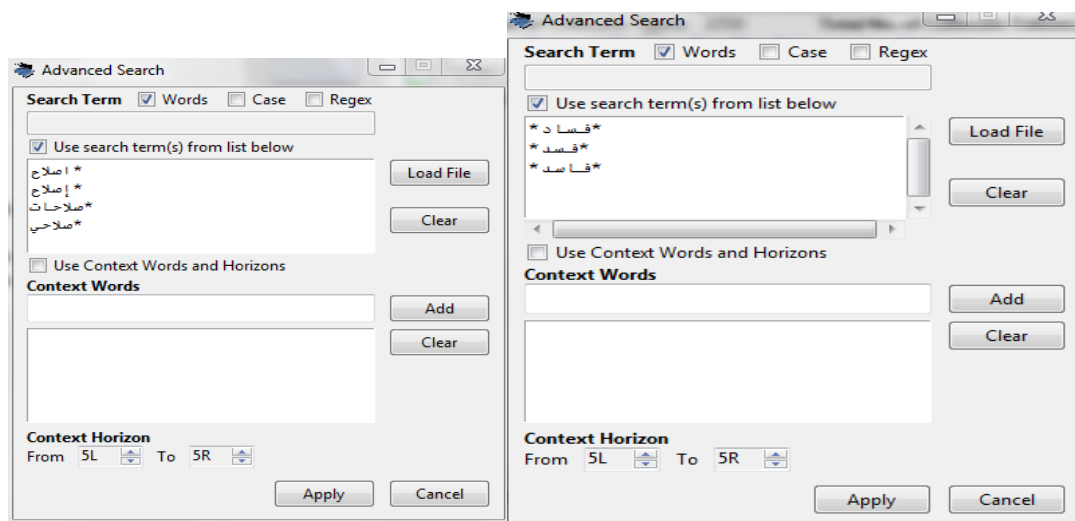 Advanced Search
Search Term Words Case Regex
Use search term(s) from list below
*اصلاح
*إصلاح
*صلاحات
*صلاحي
Load File
Clear
Use Context Words and Horizons
Context Words
Add
Clear
Context Horizon
From 5L To 5R
Apply Cancel
Advanced Search
Search Term Words Case Regex
Use search term(s) from list below
*فساد*
*فسد*
*فاسد*
Load File
Clear
Use Context Words and Horizons
Context Words
Add
Clear
Context Horizon
From 5L To 5R
Apply Cancel